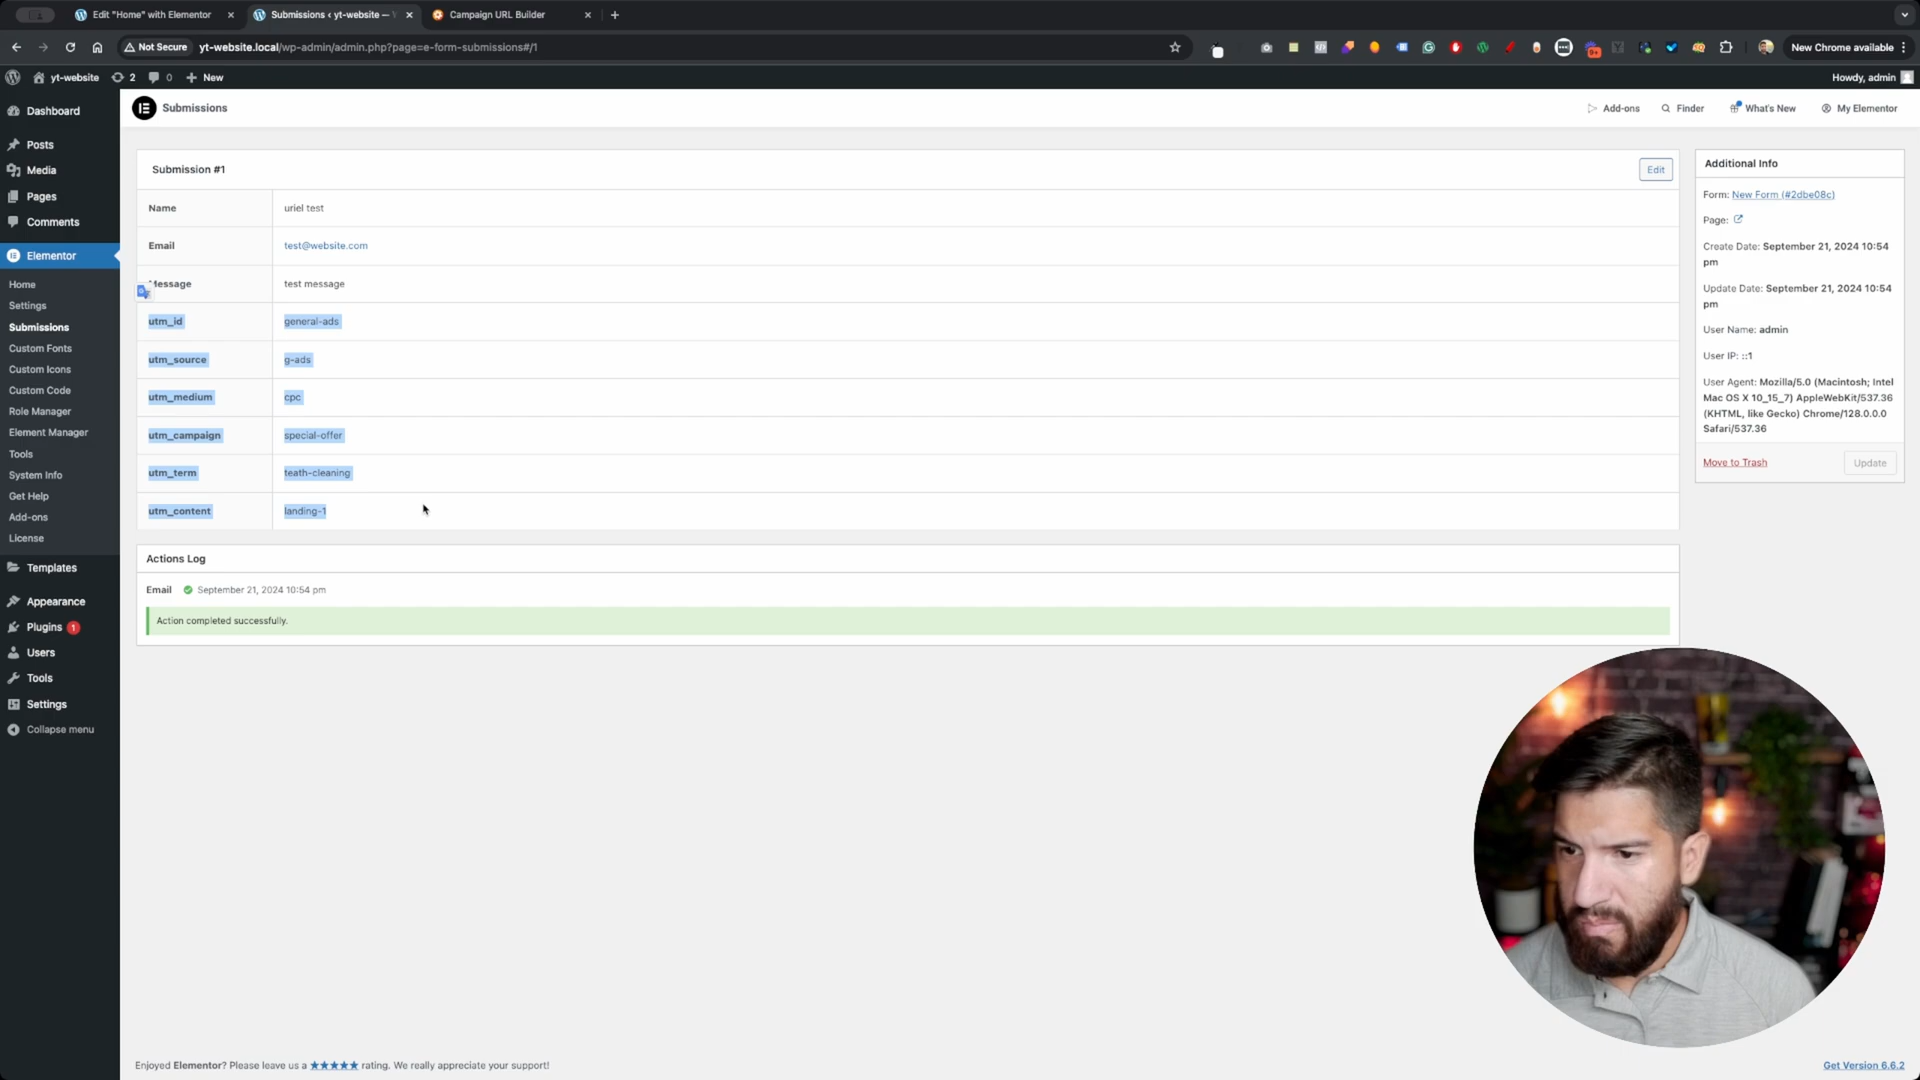 Edit "Home" with Elementor
Submissions ‹ yt-website —
Campaign URL Builder
Not Secure
yt-website.local/wp-admin/admin.php?page=e-form-submissions#/1
New Chrome available
yt-website
2
0
New
Howdy, admin
Dashboard
Posts
Media
Pages
Comments
Elementor
Home
Settings
Submissions
Custom Fonts
Custom Icons
Custom Code
Role Manager
Element Manager
Tools
System Info
Get Help
Add-ons
License
Templates
Appearance
Plugins 1
Users
Tools
Settings
Collapse menu
Submissions
Add-ons
Finder
What's New
My Elementor
Submission #1
Edit
Name
uriel test
Email
test@website.com
Message
test message
utm_id
general-ads
utm_source
g-ads
utm_medium
cpc
utm_campaign
special-offer
utm_term
teath-cleaning
utm_content
landing-1
Actions Log
Email September 21, 2024 10:54 pm
Action completed successfully.
Additional Info
Form: New Form (#2dbe08c)
Page:
Create Date: September 21, 2024 10:54
pm
Update Date: September 21, 2024 10:54
pm
User Name: admin
User IP: ::1
User Agent: Mozilla/5.0 (Macintosh; Intel
Mac OS X 10_15_7) AppleWebKit/537.36
(KHTML, like Gecko) Chrome/128.0.0.0
Safari/537.36
Move to Trash
Update
Enjoyed Elementor? Please leave us a ★★★★★ rating. We really appreciate your support!
Get Version 6.6.2